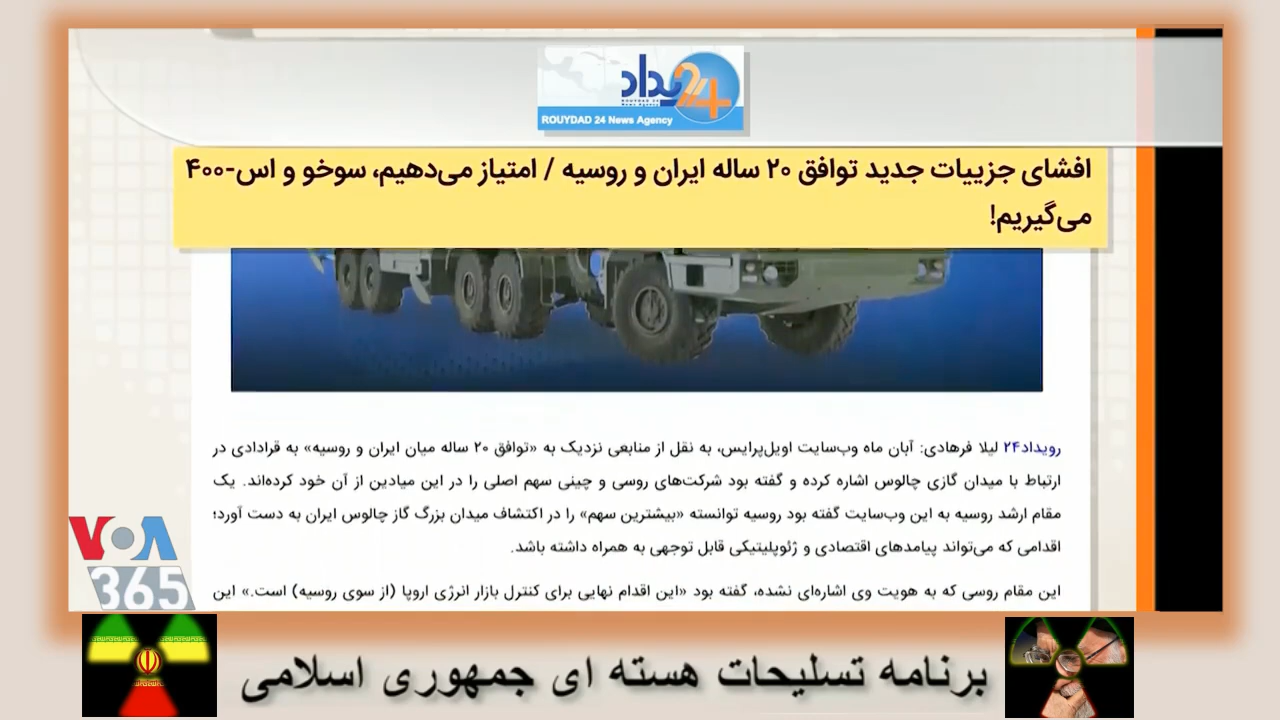 رویداد24
ROUYDAD 24
News Agency
ROUYDAD 24 News Agency
افشای جزییات جدید توافق ۲۰ ساله ایران و روسیه / امتیاز می‌دهیم، سوخو و اس-۴۰۰
می‌گیریم!
رویداد۲۴ لیلا فرهادی: آبان ماه وب‌سایت اویل‌پرایس، به نقل از منابعی نزدیک به «توافق ۲۰ ساله میان ایران و روسیه» به قرادادی در
ارتباط با میدان گازی چالوس اشاره کرده و گفته بود شرکت‌های روسی و چینی سهم اصلی را در این میادین از آن خود کرده‌اند. یک
مقام ارشد روسیه به این وب‌سایت گفته بود روسیه توانسته «بیشترین سهم» را در اکتشاف میدان بزرگ گاز چالوس ایران به دست آورد؛
اقدامی که می‌تواند پیامدهای اقتصادی و ژئوپلیتیکی قابل توجهی به همراه داشته باشد.
این مقام روسی که به هویت وی اشاره‌ای نشده، گفته بود «این اقدام نهایی برای کنترل بازار انرژی اروپا (از سوی روسیه) است.» این
VOA
365
برنامه تسلیحات هسته ای جمهوری اسلامی